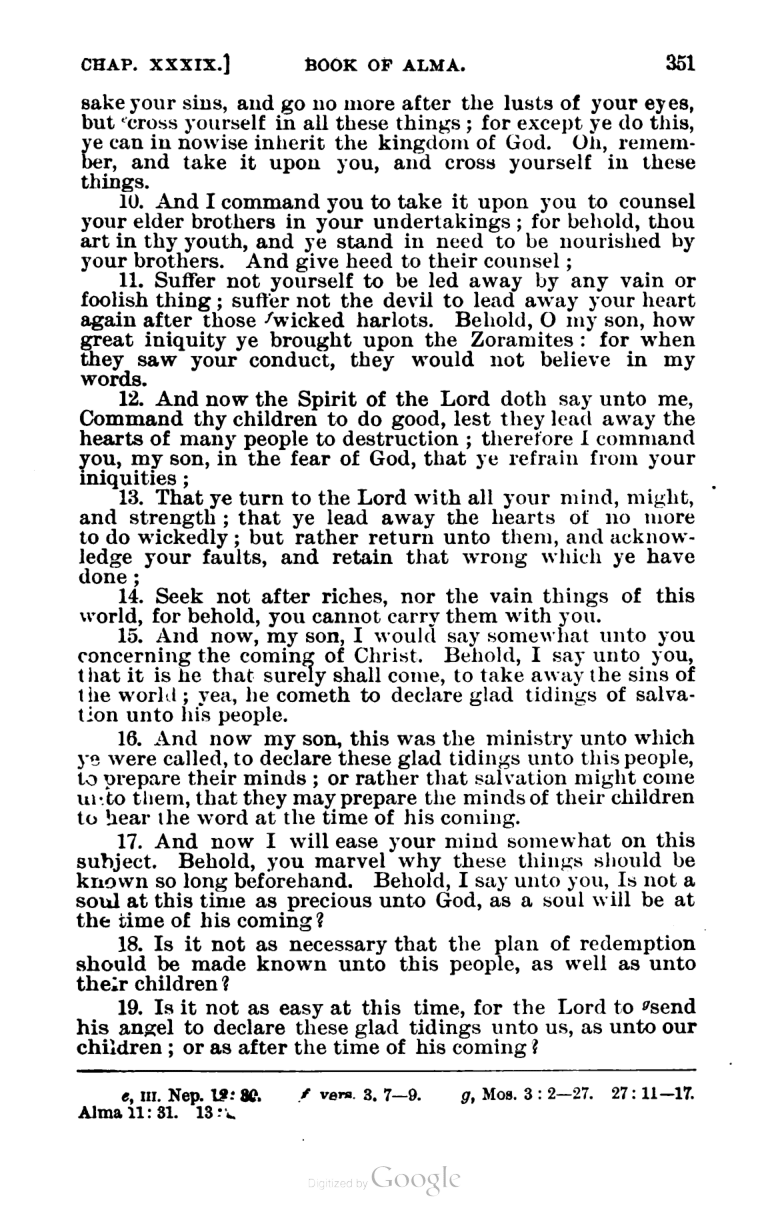 CHAP. XXXIX.] BOOK OF ALMA. 351
sake your sins, and go no more after the lusts of your eyes,
but ᵉcross yourself in all these things ; for except ye do this,
ye can in nowise inherit the kingdom of God. Oh, remem-
ber, and take it upon you, and cross yourself in these
things.
10. And I command you to take it upon you to counsel
your elder brothers in your undertakings ; for behold, thou
art in thy youth, and ye stand in need to be nourished by
your brothers. And give heed to their counsel ;
11. Suffer not yourself to be led away by any vain or
foolish thing ; suffer not the devil to lead away your heart
again after those ᶠwicked harlots. Behold, O my son, how
great iniquity ye brought upon the Zoramites : for when
they saw your conduct, they would not believe in my
words.
12. And now the Spirit of the Lord doth say unto me,
Command thy children to do good, lest they lead away the
hearts of many people to destruction ; therefore I command
you, my son, in the fear of God, that ye refrain from your
iniquities ;
13. That ye turn to the Lord with all your mind, might,
and strength ; that ye lead away the hearts of no more
to do wickedly ; but rather return unto them, and acknow-
ledge your faults, and retain that wrong which ye have
done ;
14. Seek not after riches, nor the vain things of this
world, for behold, you cannot carry them with you.
15. And now, my son, I would say somewhat unto you
concerning the coming of Christ. Behold, I say unto you,
that it is he that surely shall come, to take away the sins of
the world ; yea, he cometh to declare glad tidings of salva-
tion unto his people.
16. And now my son, this was the ministry unto which
ye were called, to declare these glad tidings unto this people,
to prepare their minds ; or rather that salvation might come
unto them, that they may prepare the minds of their children
to hear the word at the time of his coming.
17. And now I will ease your mind somewhat on this
subject. Behold, you marvel why these things should be
known so long beforehand. Behold, I say unto you, Is not a
soul at this time as precious unto God, as a soul will be at
the time of his coming ?
18. Is it not as necessary that the plan of redemption
should be made known unto this people, as well as unto
their children ?
19. Is it not as easy at this time, for the Lord to ᵍsend
his angel to declare these glad tidings unto us, as unto our
children ; or as after the time of his coming ?
e, III. Nep. f vers. 3, 7—9. g, Mos. 3 : 2—27. 27 : 11—17.
Alma 11 : 31. 13 :
Digitized by Google